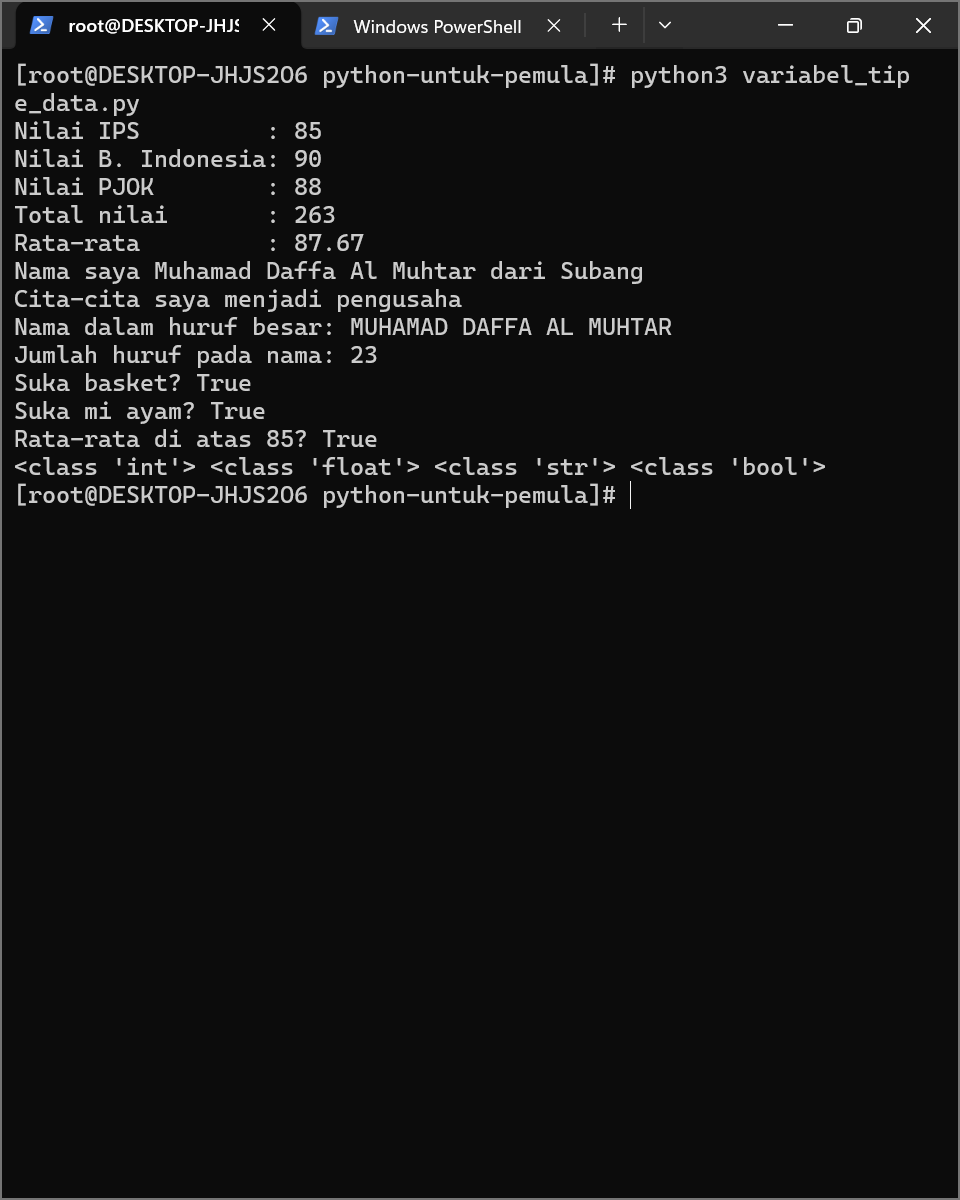 root@DESKTOP-JHJS
Windows PowerShell
[root@DESKTOP-JHJS2O6 python-untuk-pemula]# python3 variabel_tip
e_data.py
Nilai IPS         : 85
Nilai B. Indonesia: 90
Nilai PJOK        : 88
Total nilai       : 263
Rata-rata         : 87.67
Nama saya Muhamad Daffa Al Muhtar dari Subang
Cita-cita saya menjadi pengusaha
Nama dalam huruf besar: MUHAMAD DAFFA AL MUHTAR
Jumlah huruf pada nama: 23
Suka basket? True
Suka mi ayam? True
Rata-rata di atas 85? True
<class 'int'> <class 'float'> <class 'str'> <class 'bool'>
[root@DESKTOP-JHJS2O6 python-untuk-pemula]#